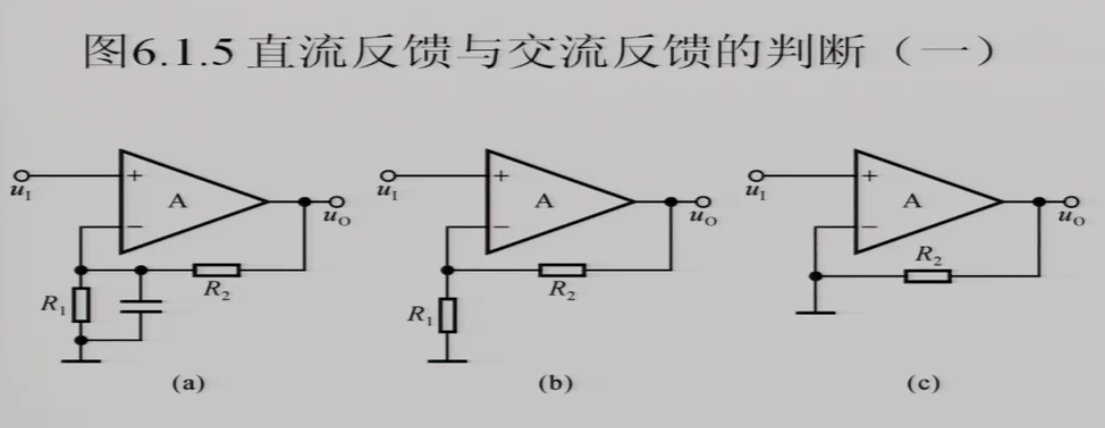 图6.1.5 直流反馈与交流反馈的判断（一）
+ A − u_I u_O R_1 R_2
(a)
+ A − u_I u_O R_1 R_2
(b)
+ A − u_I u_O R_2
(c)